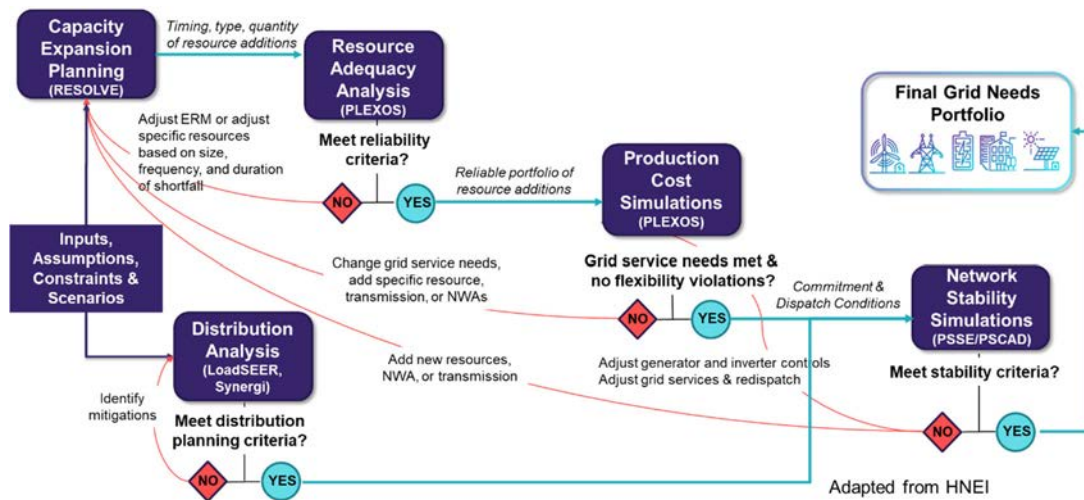 Capacity
Expansion
Planning
(RESOLVE)
Timing, type, quantity
of resource additions
Resource
Adequacy
Analysis
(PLEXOS)
Meet reliability
criteria?
NO
YES
Adjust ERM or adjust
specific resources
based on size,
frequency, and duration
of shortfall
Reliable portfolio of
resource additions
Production
Cost
Simulations
(PLEXOS)
Grid service needs met &
no flexibility violations?
NO
YES
Change grid service needs,
add specific resource,
transmission, or NWAs
Final Grid Needs
Portfolio
Inputs,
Assumptions,
Constraints &
Scenarios
Commitment &
Dispatch Conditions
Network
Stability
Simulations
(PSSE/PSCAD)
Meet stability criteria?
NO
YES
Adjust generator and inverter controls
Adjust grid services & redispatch
Add new resources,
NWA, or transmission
Distribution
Analysis
(LoadSEER,
Synergi)
Identify
mitigations
Meet distribution
planning criteria?
NO
YES
Adapted from HNEI